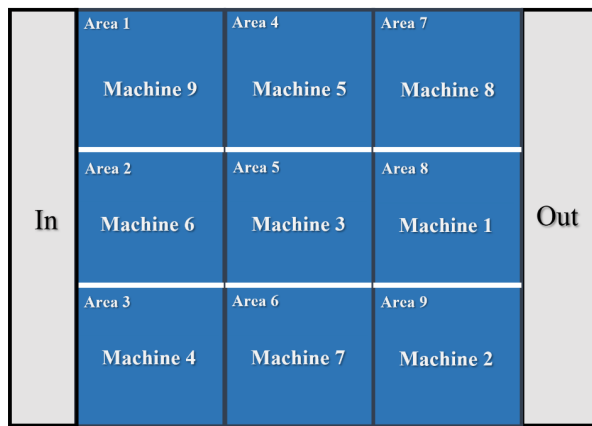 Area 1
Area 4
Area 7
Machine 9
Machine 5
Machine 8
Area 2
Area 5
Area 8
In
Machine 6
Machine 3
Machine 1
Out
Area 3
Area 6
Area 9
Machine 4
Machine 7
Machine 2